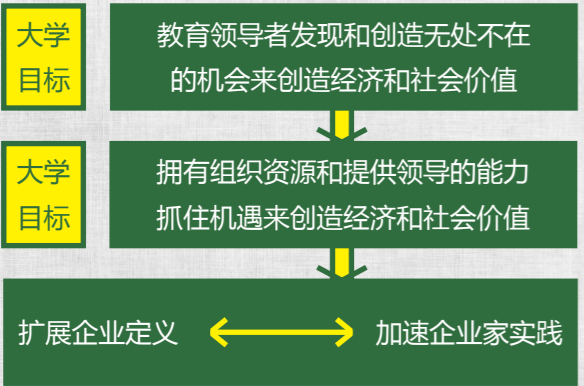 大学
目标
教育领导者发现和创造无处不在
的机会来创造经济和社会价值
大学
目标
拥有组织资源和提供领导的能力
抓住机遇来创造经济和社会价值
扩展企业定义
加速企业家实践